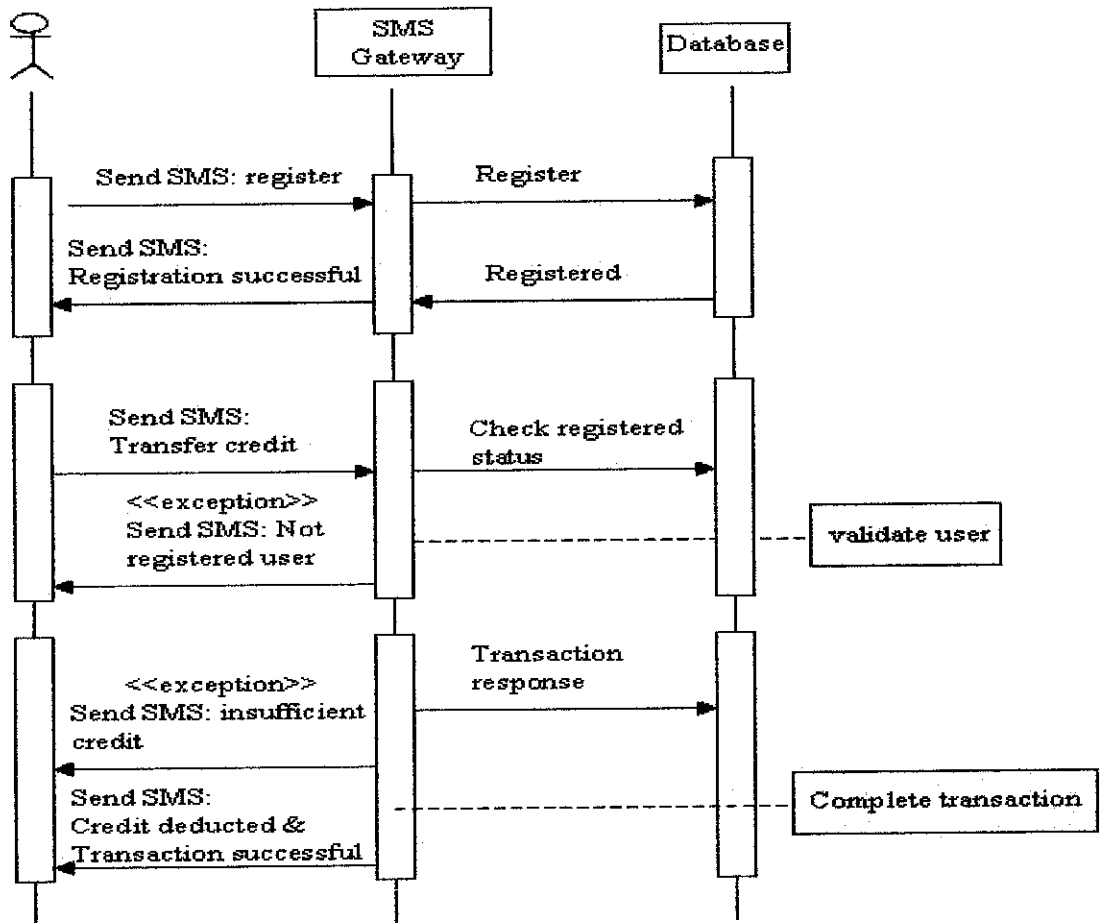 SMS
Gateway
Database
Send SMS: register
Register
Send SMS:
Registration successful
Registered
Send SMS:
Transfer credit
Check registered
status
<<exception>>
Send SMS: Not
registered user
validate user
Transaction
response
<<exception>>
Send SMS: insufficient
credit
Send SMS:
Credit deducted &
Transaction successful
Complete transaction